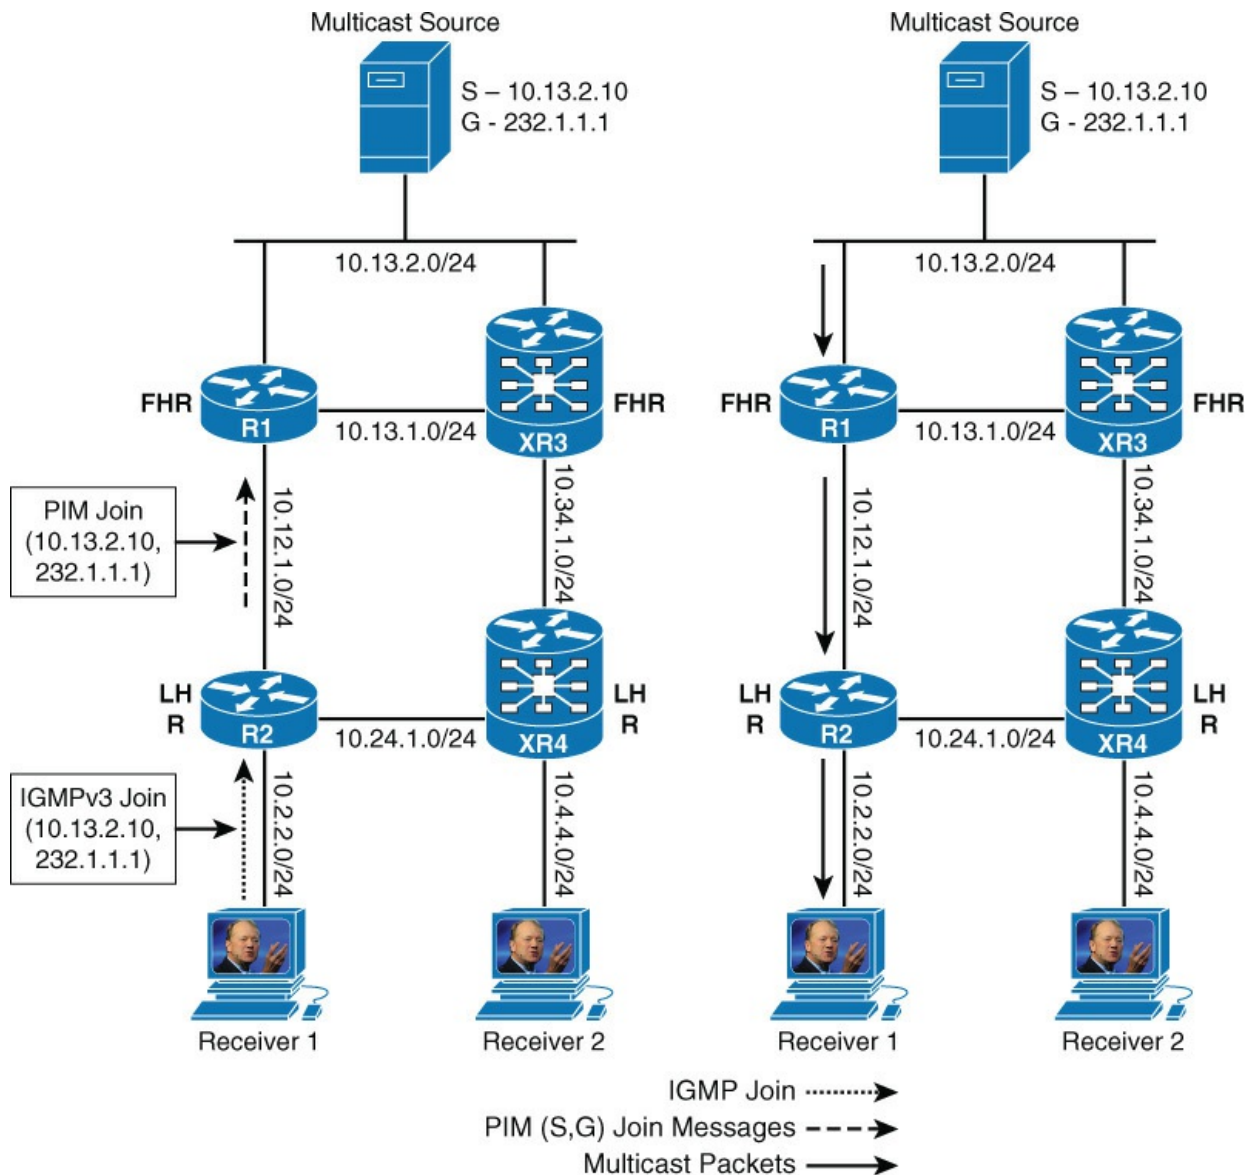 Multicast Source
S – 10.13.2.10
G - 232.1.1.1
10.13.2.0/24
FHR
R1
10.13.1.0/24
XR3
FHR
PIM Join
(10.13.2.10,
232.1.1.1)
10.12.1.0/24
10.34.1.0/24
LH
R
R2
10.24.1.0/24
XR4
LH
R
IGMPv3 Join
(10.13.2.10,
232.1.1.1)
10.2.2.0/24
10.4.4.0/24
Receiver 1
Receiver 2
Multicast Source
S – 10.13.2.10
G - 232.1.1.1
10.13.2.0/24
FHR
R1
10.13.1.0/24
XR3
FHR
10.12.1.0/24
10.34.1.0/24
LH
R
R2
10.24.1.0/24
XR4
LH
R
10.2.2.0/24
10.4.4.0/24
Receiver 1
Receiver 2
IGMP Join
PIM (S,G) Join Messages
Multicast Packets